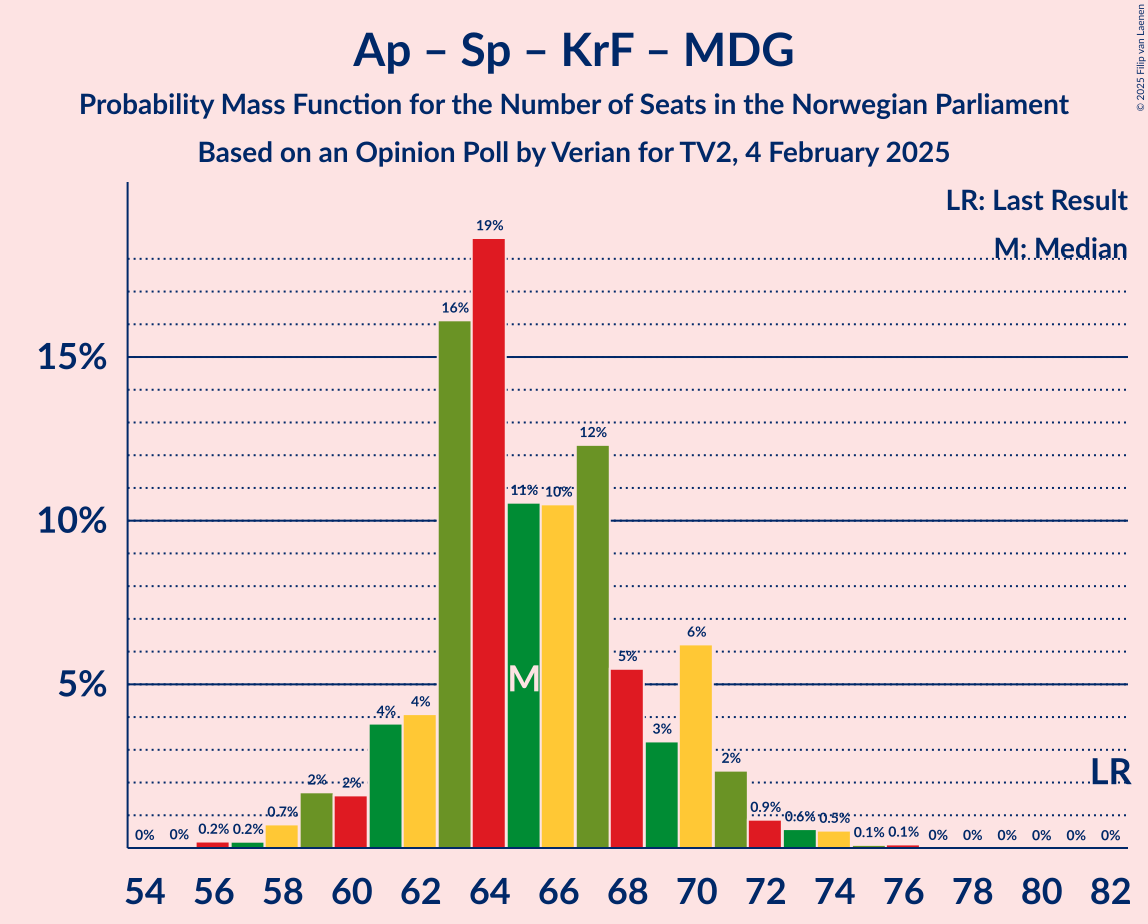 Ap – Sp – KrF – MDG
Probability Mass Function for the Number of Seats in the Norwegian Parliament
Based on an Opinion Poll by Verian for TV2, 4 February 2025
© 2025 Filip van Laenen
LR: Last Result
M: Median
15%
10%
5%
0% 0% 0.2% 0.2% 0.7% 2% 2% 4% 4% 16% 19% 11% 10% 12% 5% 3% 6% 2% 0.9% 0.6% 0.5% 0.1% 0.1% 0% 0% 0% 0% 0% 0%
M
LR
54 56 58 60 62 64 66 68 70 72 74 76 78 80 82